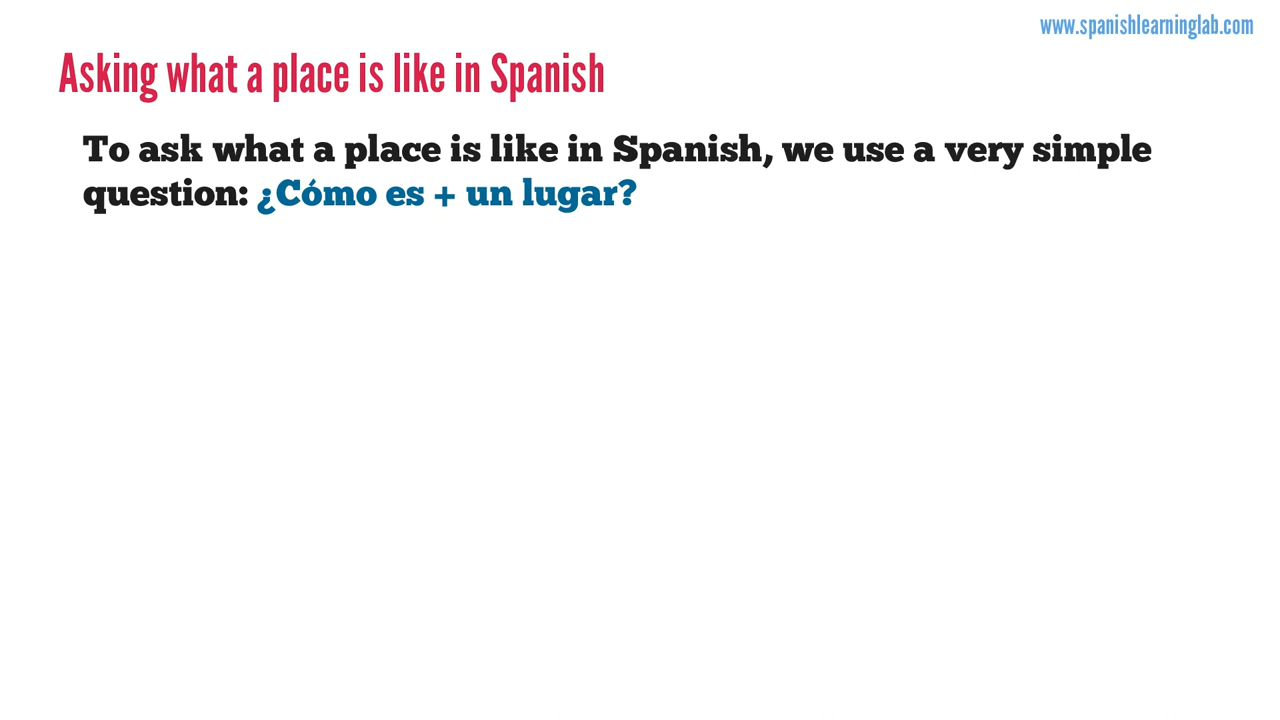 www.spanishlearninglab.com
Asking what a place is like in Spanish
To ask what a place is like in Spanish, we use a very simple
question: ¿Cómo es + un lugar?